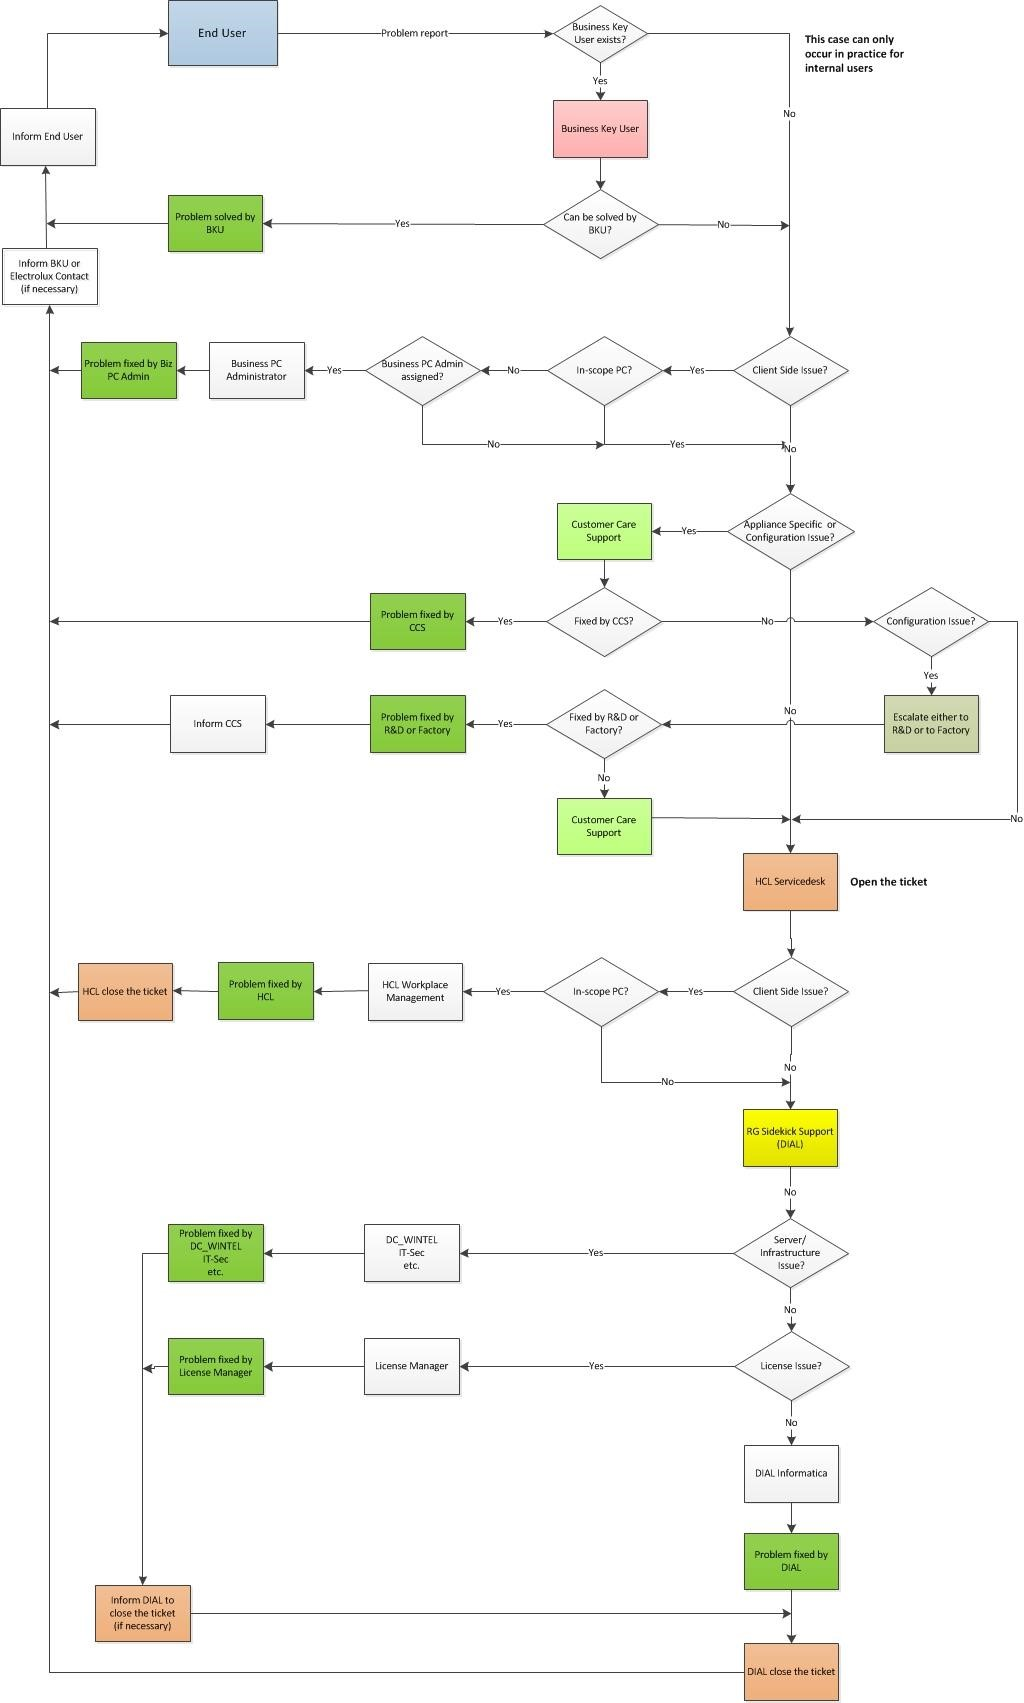 End User
Problem report
Business Key
User exists?
This case can only
occur in practice for
internal users
Yes
No
Inform End User
Business Key User
Problem solved by
BKU
Yes
Can be solved by
BKU?
No
Inform BKU or
Electrolux Contact
(if necessary)
Problem fixed by Biz
PC Admin
Business PC
Administrator
Yes
Business PC Admin
assigned?
No
In-scope PC?
Yes
Client Side Issue?
No
Yes
No
Customer Care
Support
Yes
Appliance Specific or
Configuration Issue?
Problem fixed by
CCS
Yes
Fixed by CCS?
No
Configuration Issue?
Yes
Inform CCS
Problem fixed by
R&D or Factory
Yes
Fixed by R&D or
Factory?
No
Escalate either to
R&D or to Factory
No
Customer Care
Support
No
HCL Servicedesk
Open the ticket
HCL close the ticket
Problem fixed by
HCL
HCL Workplace
Management
Yes
In-scope PC?
Yes
Client Side Issue?
No
No
RG Sidekick Support
(DIAL)
No
Problem fixed by
DC_WINTEL
IT-Sec
etc.
DC_WINTEL
IT-Sec
etc.
Yes
Server/
Infrastructure
Issue?
No
Problem fixed by
License Manager
License Manager
Yes
License Issue?
No
DIAL Informatica
Problem fixed by
DIAL
Inform DIAL to
close the ticket
(if necessary)
DIAL close the ticket